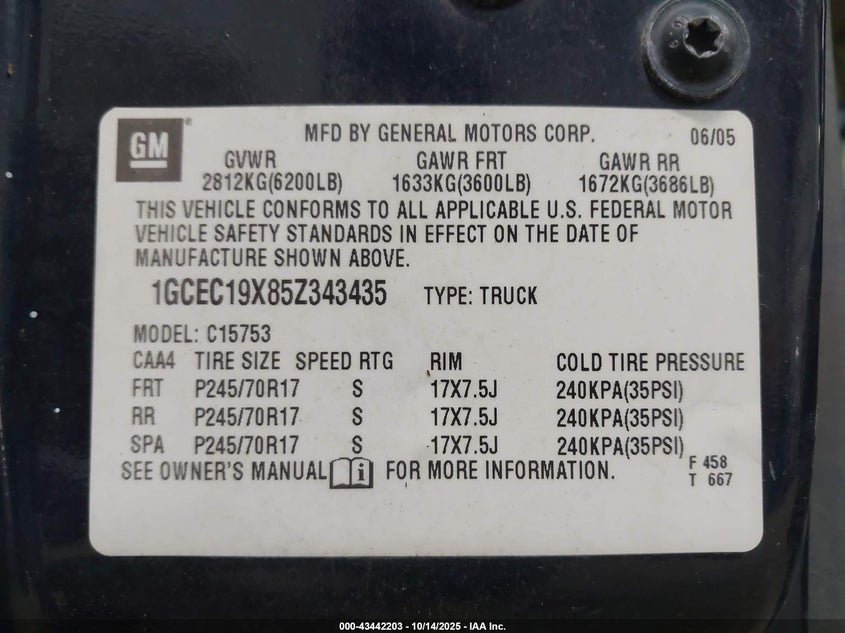 GM
®
MFD BY GENERAL MOTORS CORP. 06/05
GVWR GAWR FRT GAWR RR
2812KG(6200LB) 1633KG(3600LB) 1672KG(3686LB)
THIS VEHICLE CONFORMS TO ALL APPLICABLE U.S. FEDERAL MOTOR
VEHICLE SAFETY STANDARDS IN EFFECT ON THE DATE OF
MANUFACTURE SHOWN ABOVE.
1GCEC19X85Z343435 TYPE: TRUCK
MODEL: C15753
CAA4 TIRE SIZE SPEED RTG RIM COLD TIRE PRESSURE
FRT P245/70R17 S 17X7.5J 240KPA(35PSI)
RR P245/70R17 S 17X7.5J 240KPA(35PSI)
SPA P245/70R17 S 17X7.5J 240KPA(35PSI)
SEE OWNER'S MANUAL i FOR MORE INFORMATION.
F 458
T 667
000-43442203 - 10/14/2025 - IAA Inc.